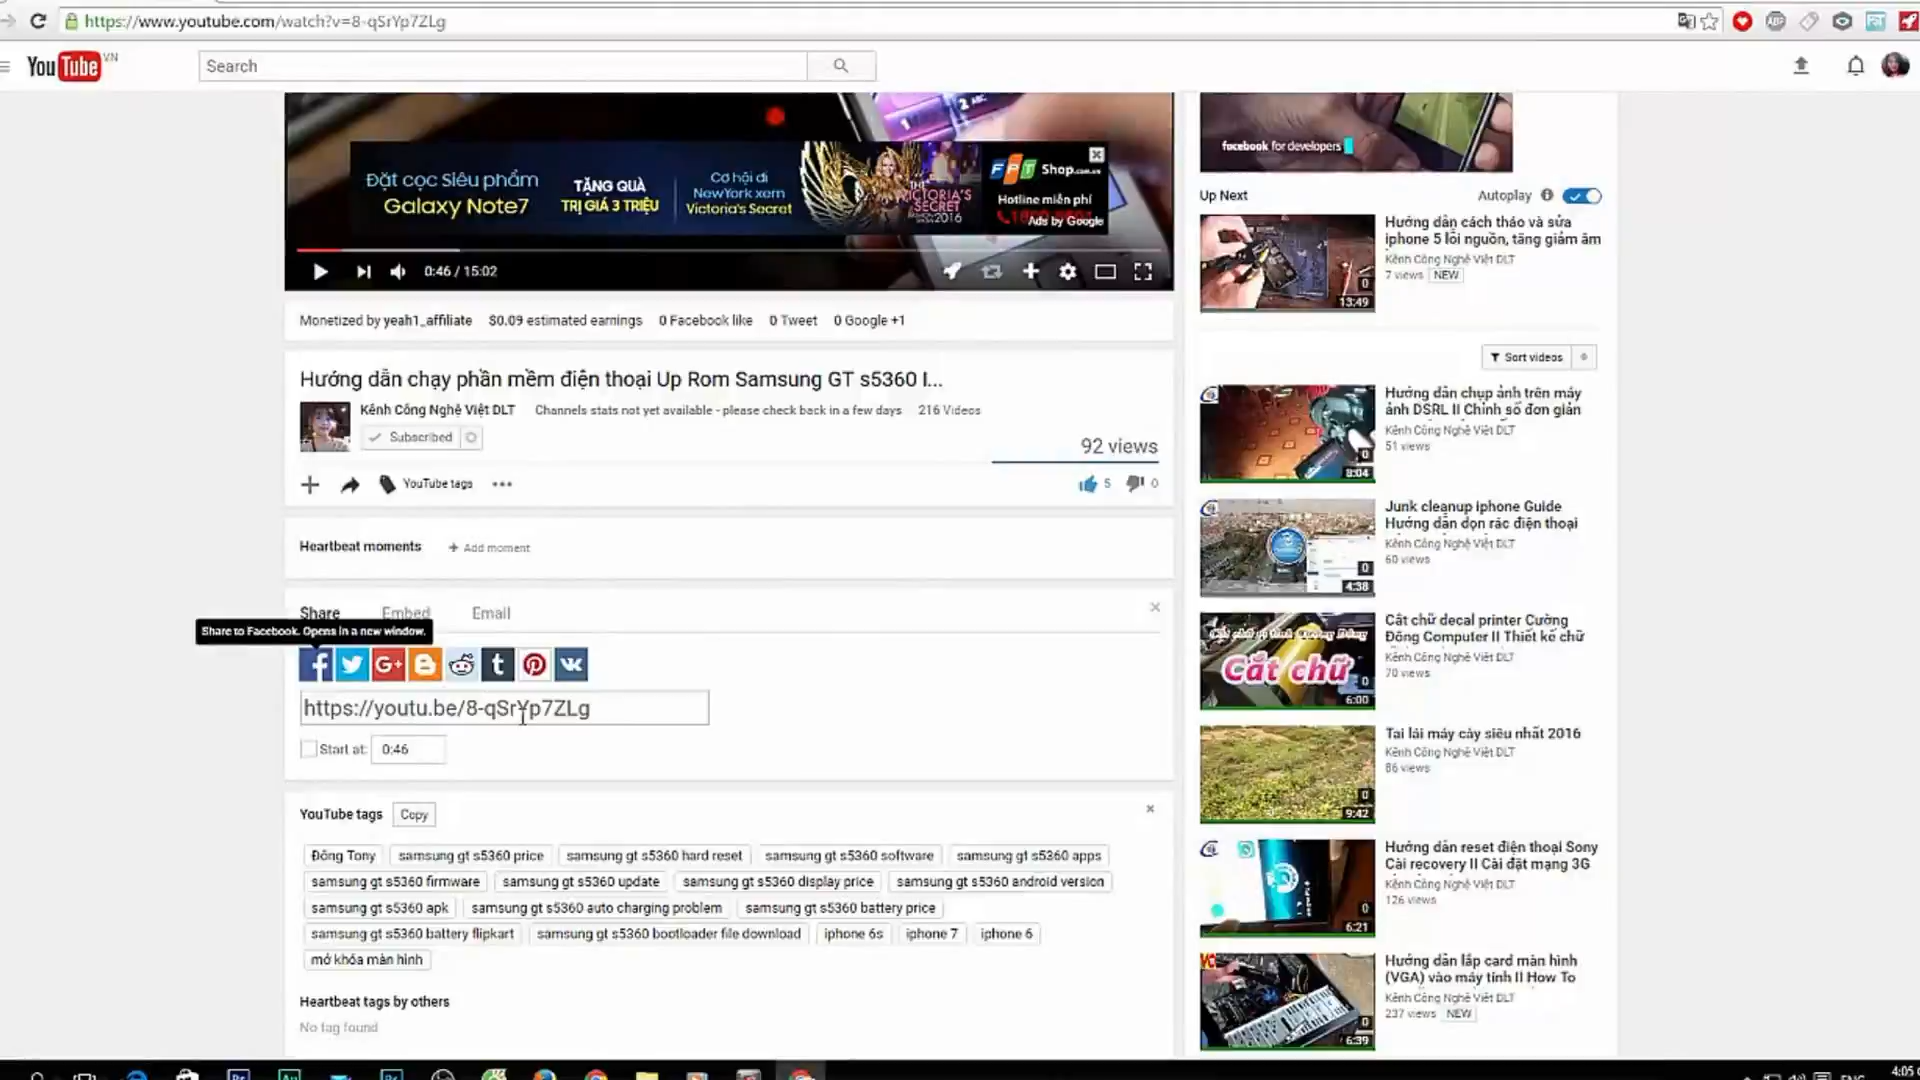 https://www.youtube.com/watch?v=8-qSrYp7ZLg
YouTube VN
Search
Đặt cọc Siêu phẩm
Galaxy Note7
TẶNG QUÀ
TRỊ GIÁ 3 TRIỆU
Cơ hội đi
NewYork xem
Victoria's Secret
THE
VICTORIA'S
SECRET
FASHION SHOW 2016
FPT Shop.com.vn
Hotline miễn phí
Ads by Google
0:46 / 15:02
Monetized by yeah1_affiliate $0.09 estimated earnings 0 Facebook like 0 Tweet 0 Google +1
Hướng dẫn chạy phần mềm điện thoại Up Rom Samsung GT s5360 I...
Kênh Công Nghệ Việt DLT Channels stats not yet available - please check back in a few days 216 Videos
Subscribed
92 views
YouTube tags
5 0
Heartbeat moments + Add moment
Share Embed Email
Share to Facebook. Opens in a new window.
https://youtu.be/8-qSrYp7ZLg
Start at: 0:46
YouTube tags Copy
Đông Tony samsung gt s5360 price samsung gt s5360 hard reset samsung gt s5360 software samsung gt s5360 apps
samsung gt s5360 firmware samsung gt s5360 update samsung gt s5360 display price samsung gt s5360 android version
samsung gt s5360 apk samsung gt s5360 auto charging problem samsung gt s5360 battery price
samsung gt s5360 battery flipkart samsung gt s5360 bootloader file download iphone 6s iphone 7 iphone 6
mở khóa màn hình
Heartbeat tags by others
No tag found
facebook for developers
Up Next Autoplay
Hướng dẫn cách tháo và sửa
iphone 5 lỗi nguồn, tăng giảm âm
Kênh Công Nghệ Việt DLT
7 views NEW
0
13:49
Sort videos
Hướng dẫn chụp ảnh trên máy
ảnh DSRL II Chỉnh số đơn giản
Kênh Công Nghệ Việt DLT
51 views
0
8:04
Junk cleanup iphone Guide
Hướng dẫn dọn rác điện thoại
Kênh Công Nghệ Việt DLT
60 views
0
4:38
Cắt chữ decal printer Cường
Đông Computer II Thiết kế chữ
Kênh Công Nghệ Việt DLT
70 views
Cắt chữ
0
6:00
Tai lái máy cày siêu nhất 2016
Kênh Công Nghệ Việt DLT
86 views
0
9:42
Hướng dẫn reset điện thoại Sony
Cài recovery II Cài đặt mạng 3G
Kênh Công Nghệ Việt DLT
126 views
0
6:21
Hướng dẫn lắp card màn hình
(VGA) vào máy tính II How To
Kênh Công Nghệ Việt DLT
237 views NEW
0
6:39
4:05